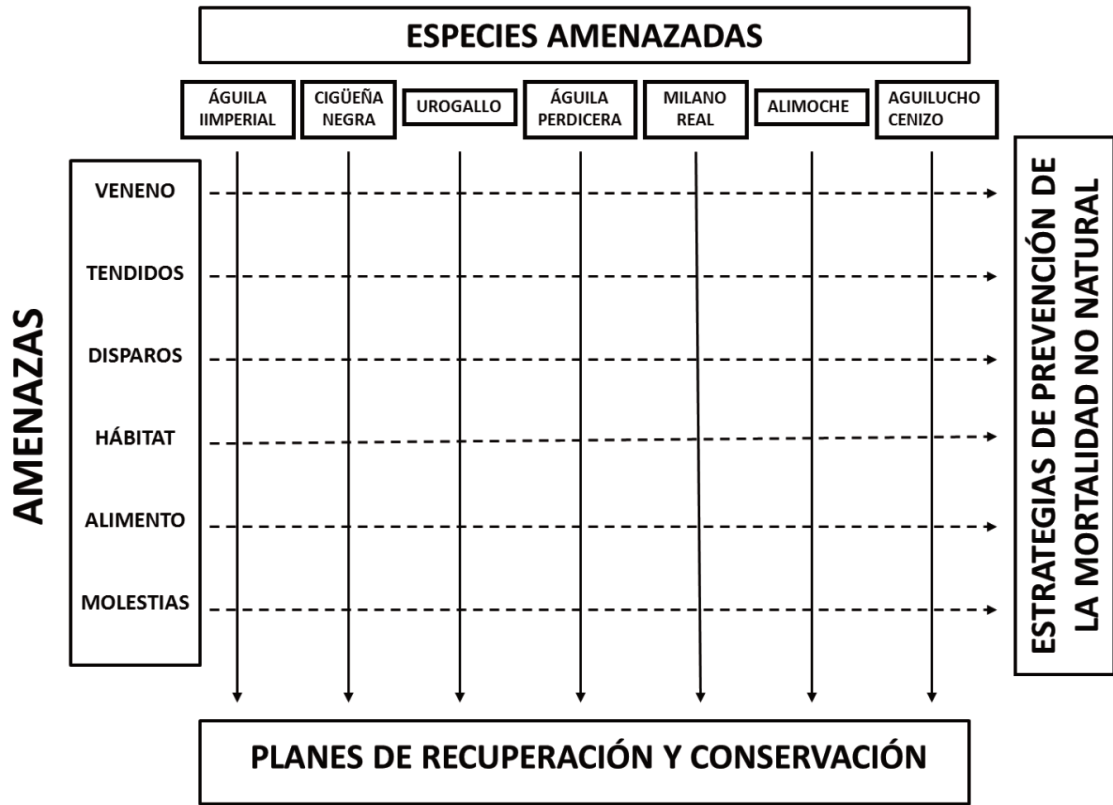 ESPECIES AMENAZADAS
ÁGUILA
IIMPERIAL
CIGÜEÑA
NEGRA
UROGALLO
ÁGUILA
PERDICERA
MILANO
REAL
ALIMOCHE
AGUILUCHO
CENIZO
AMENAZAS
VENENO
TENDIDOS
DISPAROS
HÁBITAT
ALIMENTO
MOLESTIAS
ESTRATEGIAS DE PREVENCIÓN DE
LA MORTALIDAD NO NATURAL
PLANES DE RECUPERACIÓN Y CONSERVACIÓN